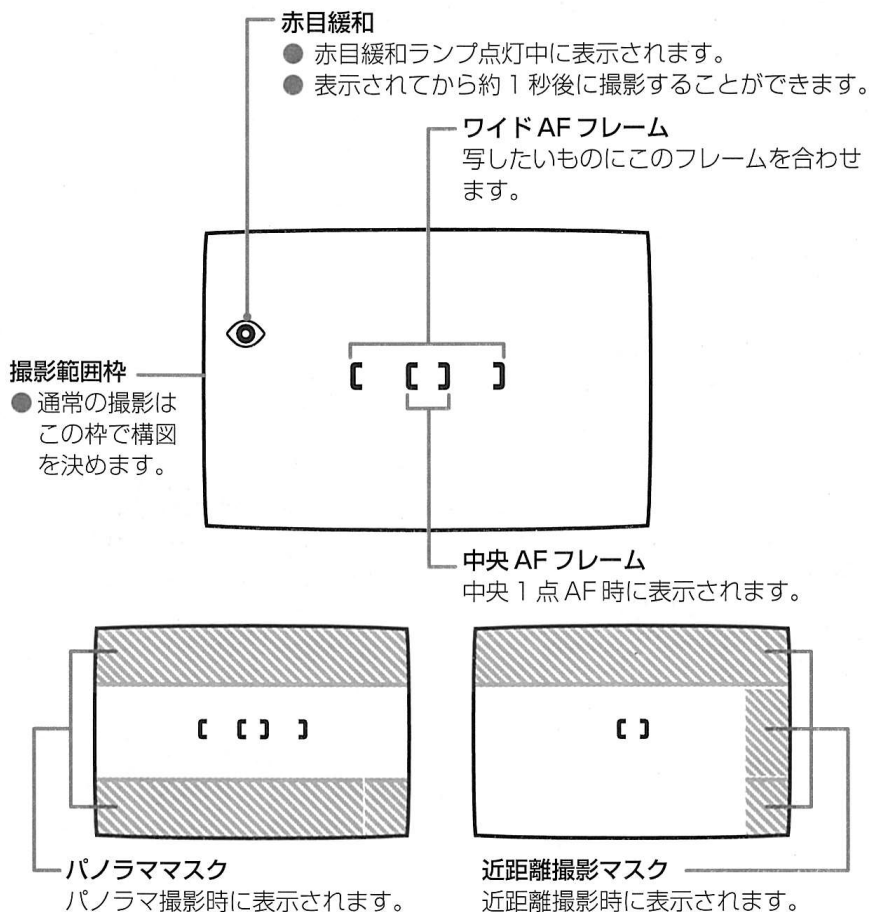 赤目緩和
● 赤目緩和ランプ点灯中に表示されます。
● 表示されてから約1秒後に撮影することができます。
ワイドAFフレーム
写したいものにこのフレームを合わせ
ます。
撮影範囲枠
● 通常の撮影は
この枠で構図
を決めます。
中央AFフレーム
中央1点AF時に表示されます。
パノラママスク
パノラマ撮影時に表示されます。
近距離撮影マスク
近距離撮影時に表示されます。